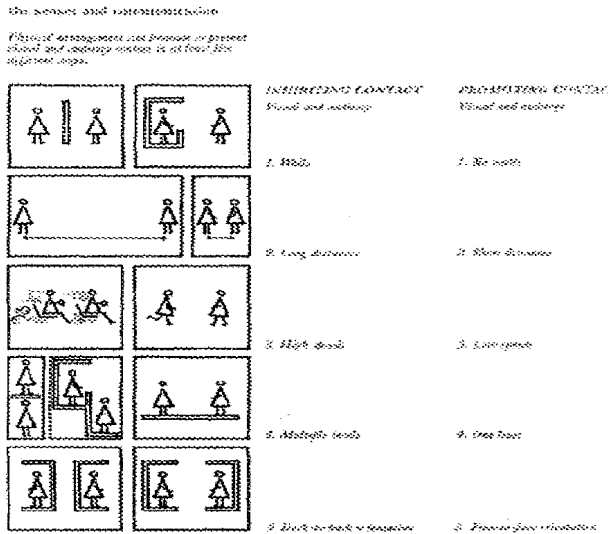 The senses and communication
Physical arrangement can promote or prevent
visual and auditory contact in at least five
different ways.
INHIBITING CONTACT
Visual and auditory
PROMOTING CONTACT
Visual and auditory
1. Walls
1. No walls
2. Long distances
2. Short distances
3. High speeds
3. Low speeds
4. Multiple levels
4. One level
5. Back-to-back orientation
5. Face-to-face orientation